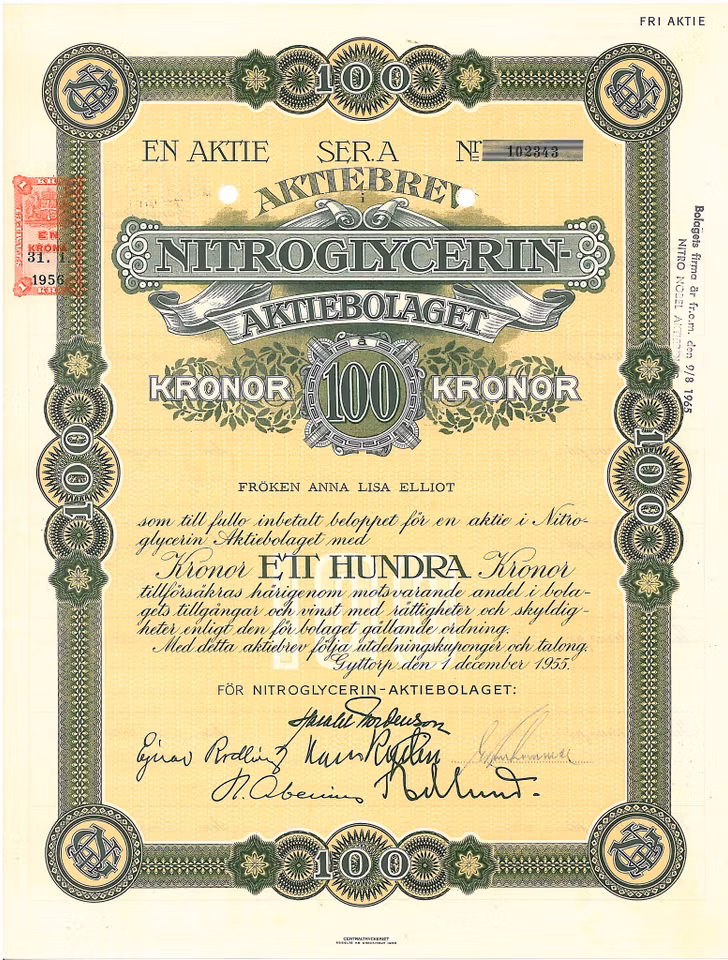 FRI AKTIE
100
EN AKTIE SER.A Nr 102343
AKTIEBREV
i
NITROGLYCERIN-
AKTIEBOLAGET
à
KRONOR 100 KRONOR
EN
KRONA
31. 1.
1956
Bolagets firma är fr.o.m. den 9/8 1965
NITRO NOBEL
100
100
FRÖKEN ANNA LISA ELLIOT
som till fullo inbetalt beloppet för en aktie i Nitro-
glycerin Aktiebolaget med
Kronor ETT HUNDRA Kronor
tillförsäkras härigenom motsvarande andel i bola-
gets tillgångar och vinst med rättigheter och skyldig-
heter enligt den för bolaget gällande ordning.
Med detta aktiebrev följa utdelningskuponger och talong.
Gyttorp den 1 december 1955.
100
FÖR NITROGLYCERIN-AKTIEBOLAGET:
100
CENTRALTRYCKERIET